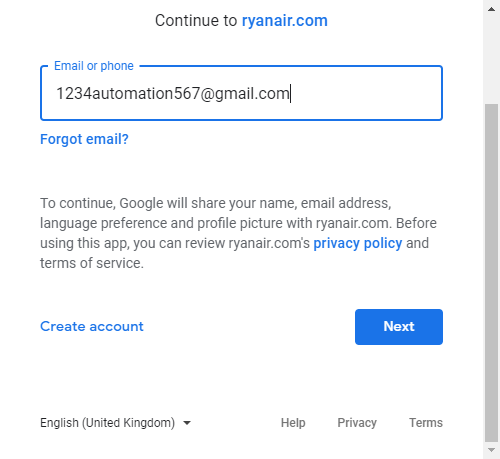 Continue to ryanair.com
Email or phone
1234automation567@gmail.com
Forgot email?
To continue, Google will share your name, email address,
language preference and profile picture with ryanair.com. Before
using this app, you can review ryanair.com's privacy policy and
terms of service.
Create account
Next
English (United Kingdom)
Help
Privacy
Terms